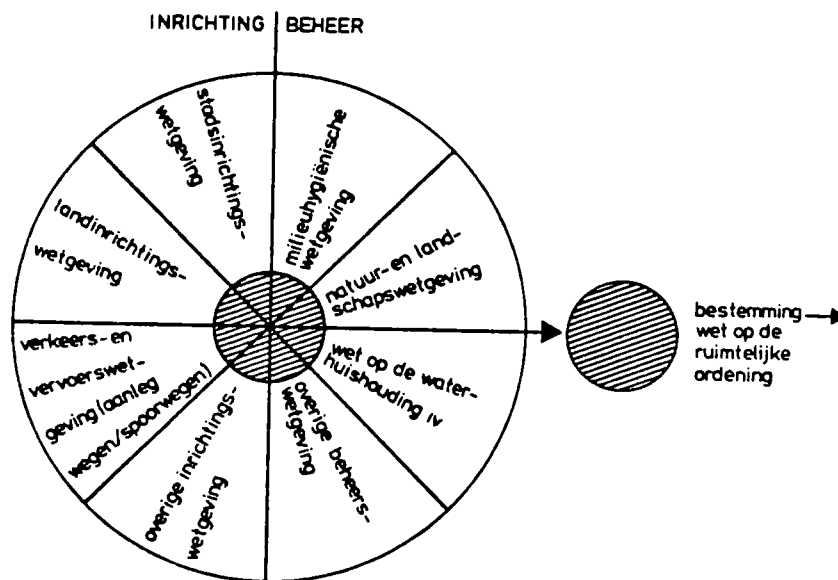 INRICHTING BEHEER
stadsinrichtings-
wetgeving
milieuhygiënische
wetgeving
landinrichtings-
wetgeving
natuur- en land-
schapswetgeving
verkeers- en
vervoerswet-
geving (aanleg
wegen/spoorwegen)
wet op de water-
huishouding IV
overige inrichtings-
wetgeving
overige beheers-
wetgeving
bestemming
wet op de
ruimtelijke
ordening